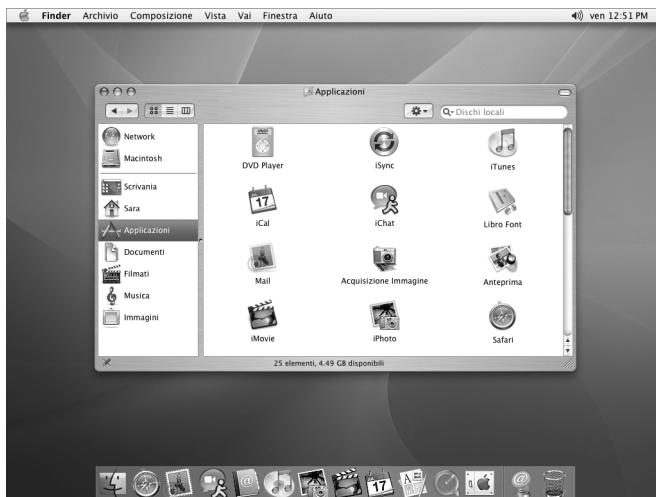 Finder Archivio Composizione Vista Vai Finestra Aiuto ven 12:51 PM
Applicazioni
Dischi locali
Network
Macintosh
Scrivania
Sara
Applicazioni
Documenti
Filmati
Musica
Immagini
DVD Player iSync iTunes
17
iCal iChat Libro Font
Mail Acquisizione Immagine Anteprima
iMovie iPhoto Safari
25 elementi, 4.49 GB disponibili
@ 17 @